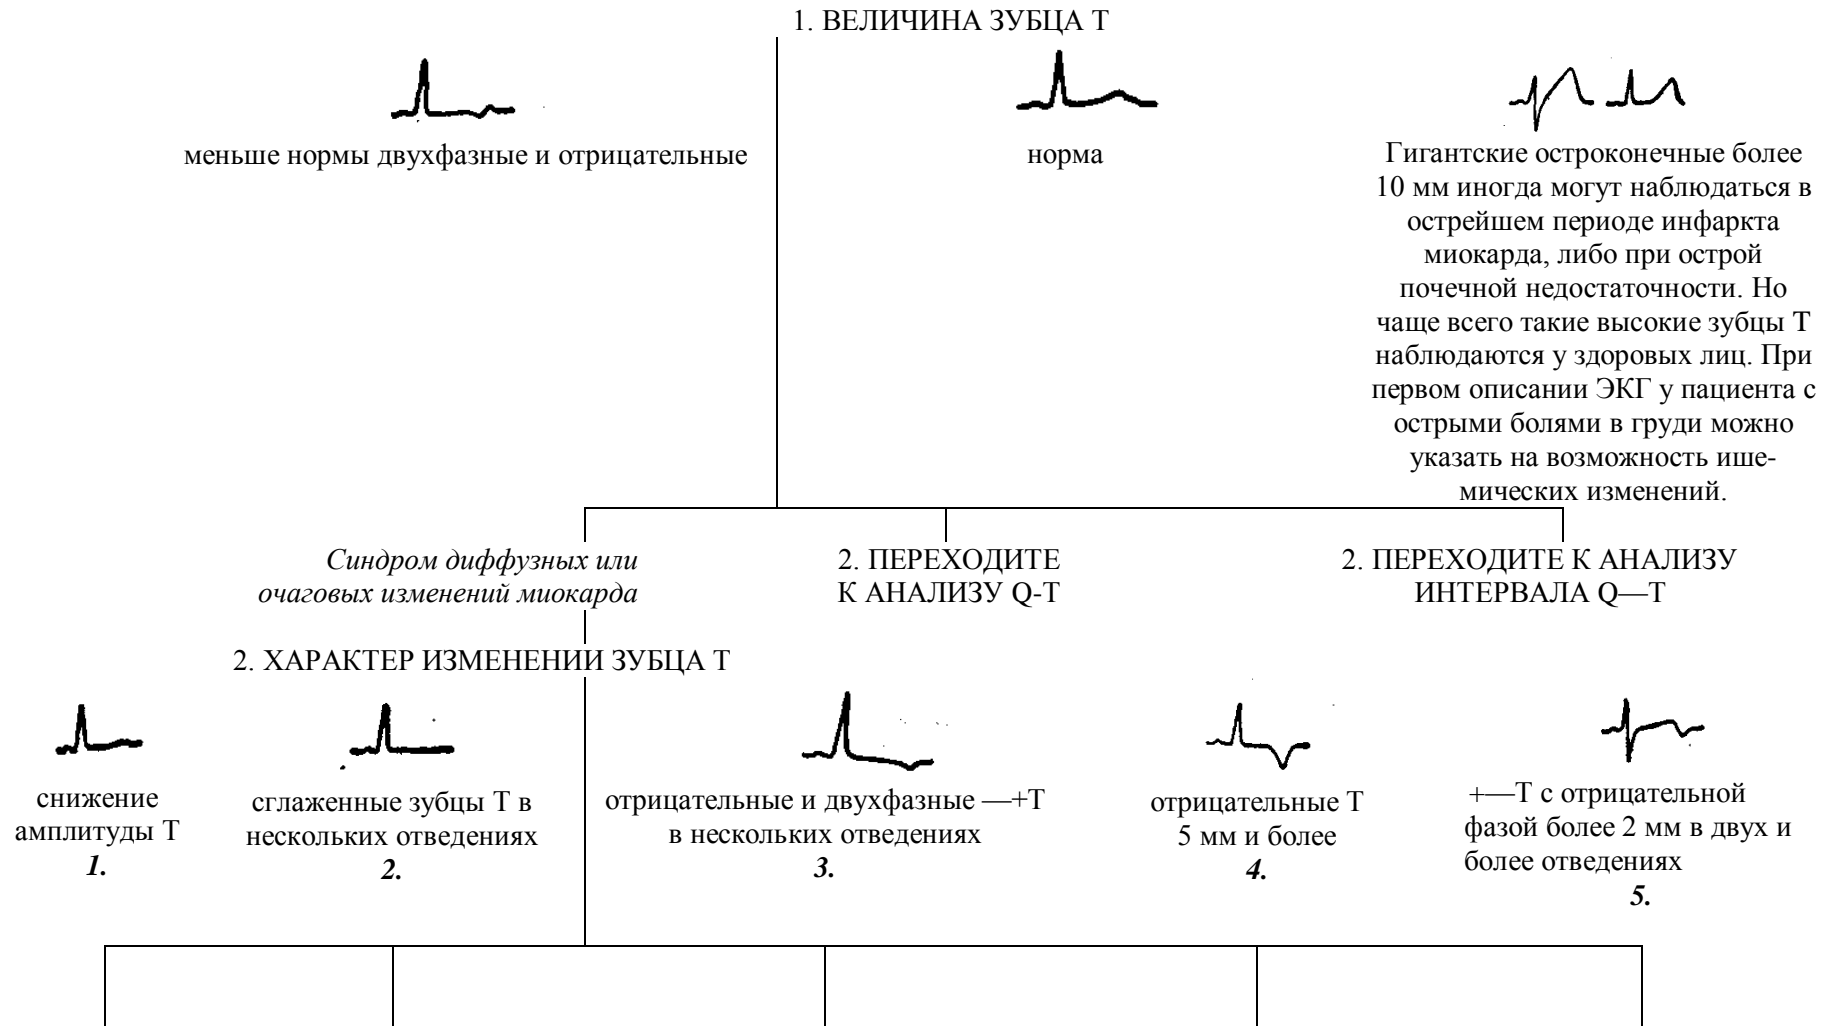 1. ВЕЛИЧИНА ЗУБЦА Т
меньше нормы двухфазные и отрицательные
норма
Гигантские остроконечные более
10 мм иногда могут наблюдаться в
острейшем периоде инфаркта
миокарда, либо при острой
почечной недостаточности. Но
чаще всего такие высокие зубцы Т
наблюдаются у здоровых лиц. При
первом описании ЭКГ у пациента с
острыми болями в груди можно
указать на возможность ише-
мических изменений.
Синдром диффузных или
очаговых изменений миокарда
2. ПЕРЕХОДИТЕ
К АНАЛИЗУ Q-T
2. ПЕРЕХОДИТЕ К АНАЛИЗУ
ИНТЕРВАЛА Q—T
2. ХАРАКТЕР ИЗМЕНЕНИИ ЗУБЦА Т
снижение
амплитуды Т
1.
сглаженные зубцы Т в
нескольких отведениях
2.
отрицательные и двухфазные —+Т
в нескольких отведениях
3.
отрицательные Т
5 мм и более
4.
+—Т с отрицательной
фазой более 2 мм в двух и
более отведениях
5.